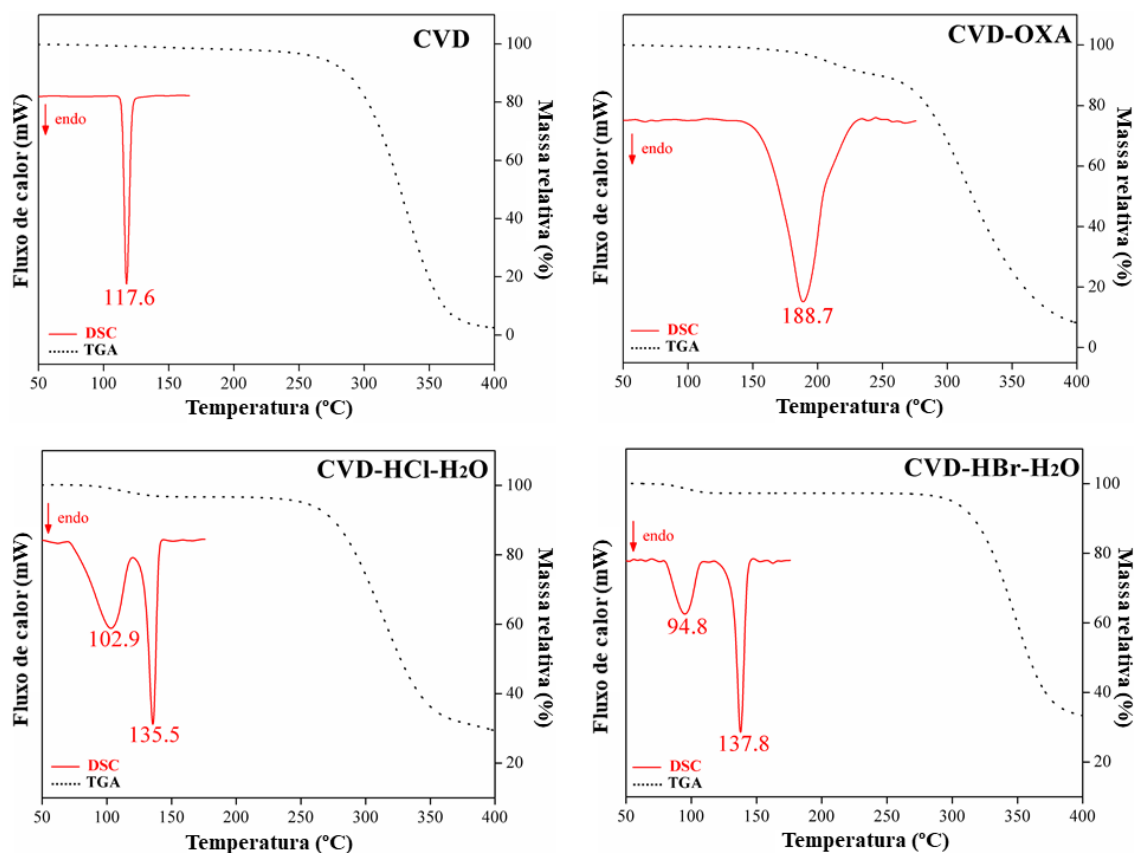 CVD
Fluxo de calor (mW)
endo
117.6
DSC
TGA
100
80
60
40
20
0
Massa relativa (%)
50 100 150 200 250 300 350 400
Temperatura (ºC)
CVD-OXA
Fluxo de calor (mW)
endo
188.7
DSC
TGA
100
80
60
40
20
0
Massa relativa (%)
50 100 150 200 250 300 350 400
Temperatura (ºC)
CVD-HCl-H2O
Fluxo de calor (mW)
endo
102.9
135.5
DSC
TGA
100
80
60
40
20
Massa relativa (%)
50 100 150 200 250 300 350 400
Temperatura (ºC)
CVD-HBr-H2O
Fluxo de calor (mW)
endo
94.8
137.8
DSC
TGA
100
80
60
40
20
Massa relativa (%)
50 100 150 200 250 300 350 400
Temperatura (ºC)